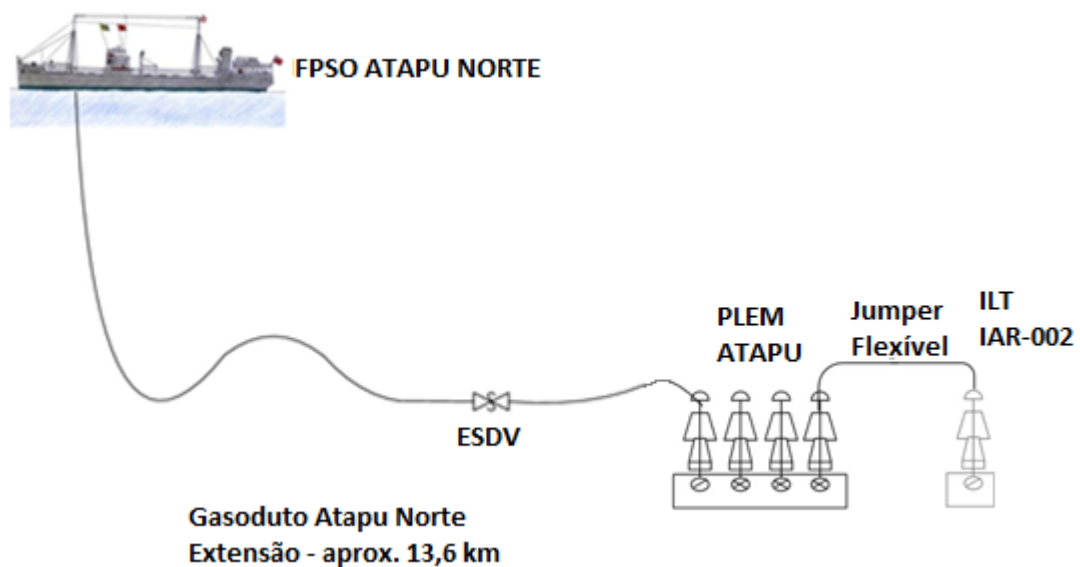 FPSO ATAPU NORTE
PLEM
ATAPU
Jumper
Flexível
ILT
IAR-002
ESDV
Gasoduto Atapu Norte
Extensão - aprox. 13,6 km